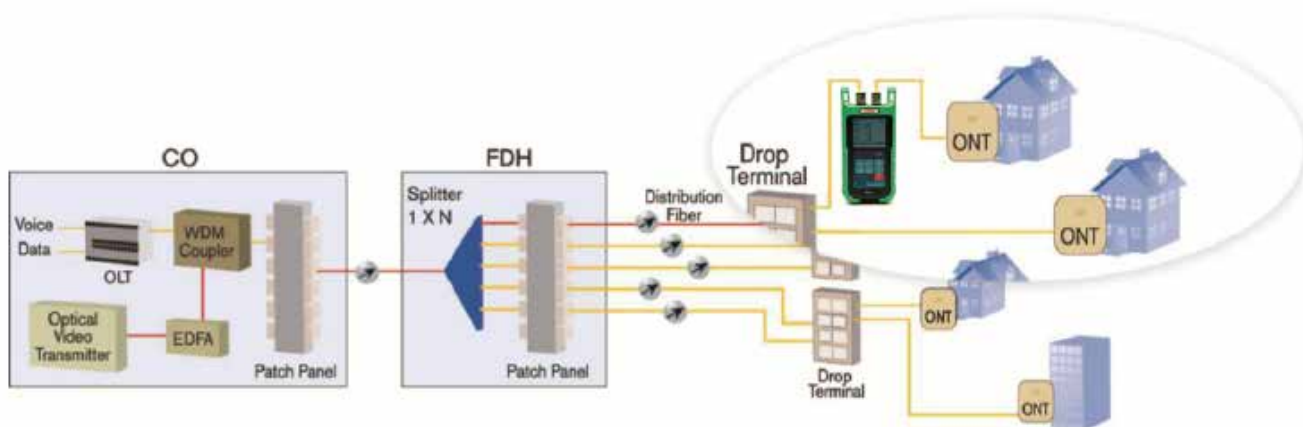 CO
Voice
Data
OLT
WDM
Coupler
Optical
Video
Transmitter
EDFA
Patch Panel
FDH
Splitter
1 X N
Patch Panel
Distribution
Fiber
Drop
Terminal
Drop
Terminal
ONT
ONT
ONT
ONT